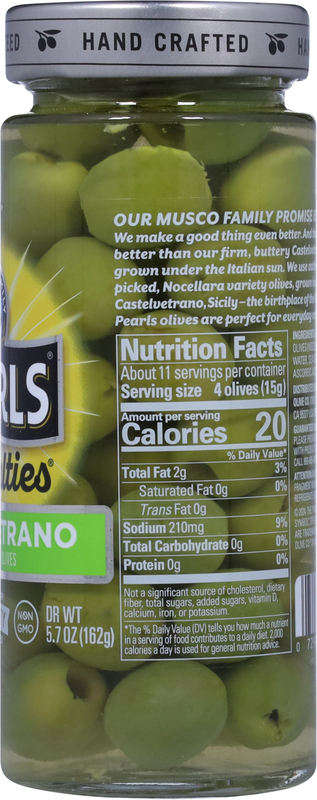 HAND CRAFTED
OUR MUSCO FAMILY PROMISE
We make a good thing even better. And
better than our firm, buttery
grown under the Italian sun. We use
picked, Nocellara variety olives, grown
Castelvetrano, Sicily – the birthplace of
Pearls olives are perfect for everyday
RLS®
lties®
TRANO
OLIVES
NON
GMO
DR WT
5.7 OZ (162g)
Nutrition Facts
About 11 servings per container
Serving size 4 olives (15g)
Amount per serving
Calories 20
% Daily Value*
Total Fat 2g 3%
Saturated Fat 0g 0%
Trans Fat 0g
Sodium 210mg 9%
Total Carbohydrate 0g 0%
Protein 0g 0%
Not a significant source of cholesterol, dietary
fiber, total sugars, added sugars, vitamin D,
calcium, iron, or potassium.
*The % Daily Value (DV) tells you how much a nutrient
in a serving of food contributes to a daily diet. 2,000
calories a day is used for general nutrition advice.